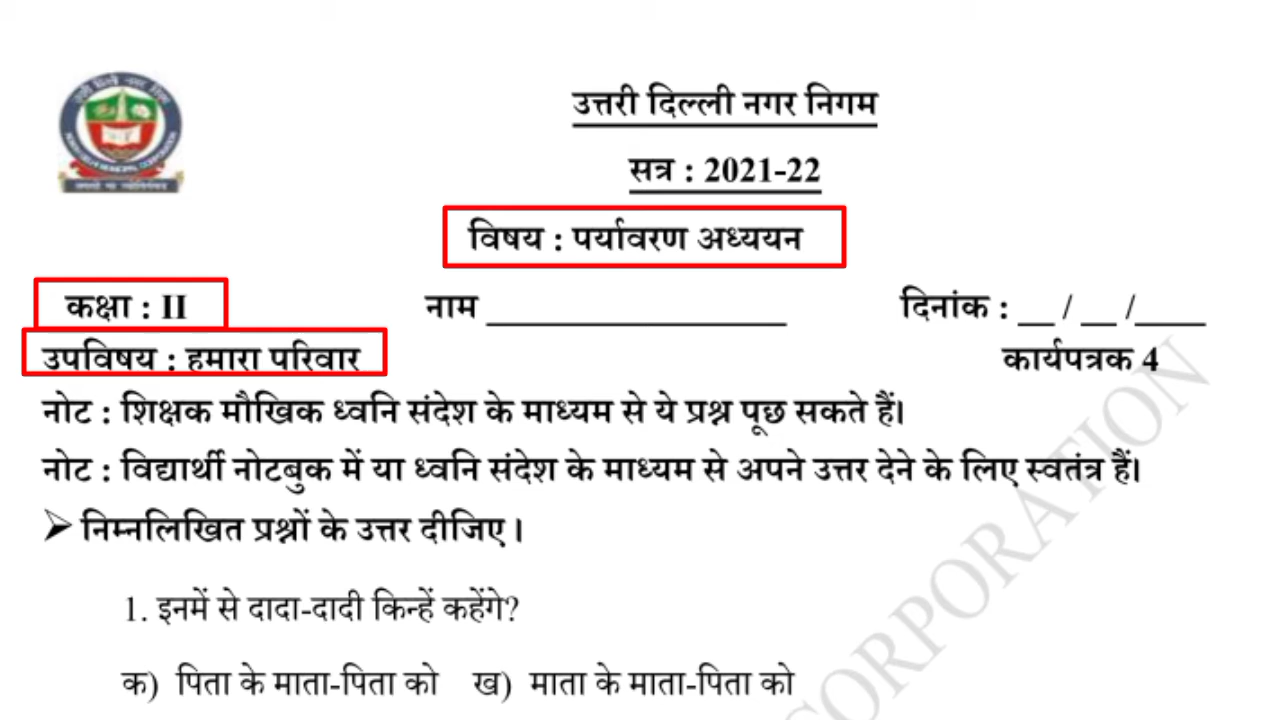 उत्तरी दिल्ली नगर निगम
सत्र : 2021-22
विषय : पर्यावरण अध्ययन
कक्षा : II नाम ________________ दिनांक : __ / __ /____
उपविषय : हमारा परिवार कार्यपत्रक 4
नोट : शिक्षक मौखिक ध्वनि संदेश के माध्यम से ये प्रश्न पूछ सकते हैं।
नोट : विद्यार्थी नोटबुक में या ध्वनि संदेश के माध्यम से अपने उत्तर देने के लिए स्वतंत्र हैं।
➢ निम्नलिखित प्रश्नों के उत्तर दीजिए ।
1. इनमें से दादा-दादी किन्हें कहेंगे?
क) पिता के माता-पिता को ख) माता के माता-पिता को
CORPORATION